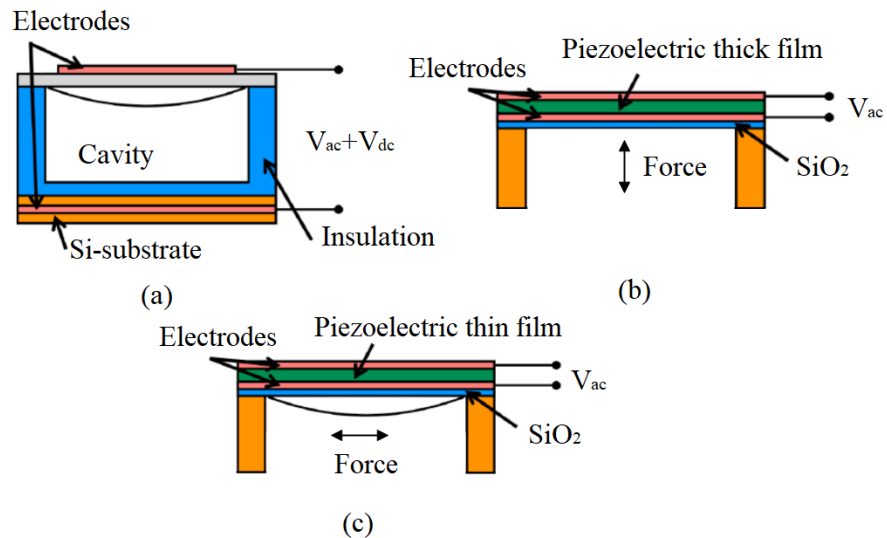 Electrodes
Cavity
Vac+Vdc
Si-substrate
Insulation
(a)
Piezoelectric thick film
Electrodes
Vac
SiO2
Force
(b)
Piezoelectric thin film
Electrodes
Vac
SiO2
Force
(c)